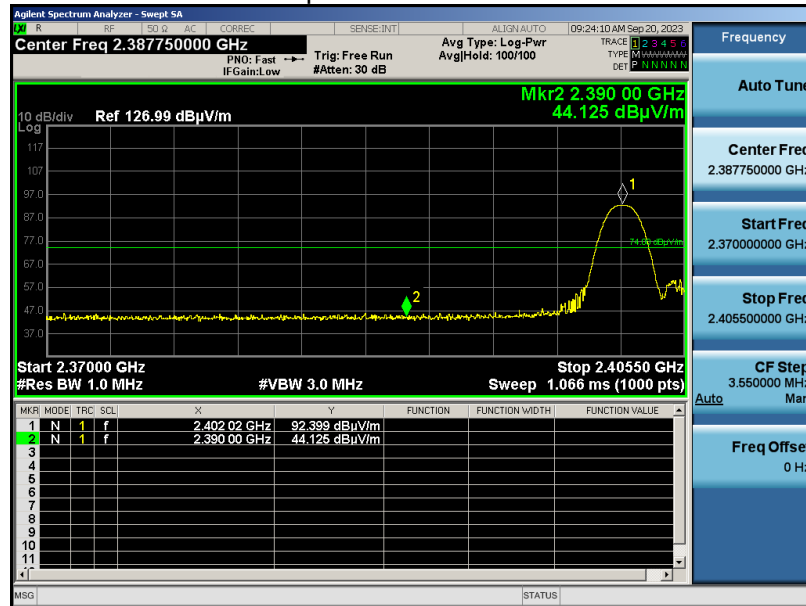 Agilent Spectrum Analyzer - Swept SA
LXI R RF 50 Ω AC CORREC SENSE:INT ALIGN AUTO 09:24:10 AM Sep 20, 2023
Center Freq 2.387750000 GHz
PNO: Fast
IFGain:Low
Trig: Free Run
#Atten: 30 dB
Avg Type: Log-Pwr
Avg|Hold: 100/100
TRACE 1 2 3 4 5 6
TYPE M WWWWW
DET P N N N N N
Mkr2 2.390 00 GHz
44.125 dBµV/m
10 dB/div Ref 126.99 dBµV/m
Log
117
107
97.0
87.0
77.0
67.0
57.0
47.0
37.0
1
2
74.00 dBµV/m
Start 2.37000 GHz Stop 2.40550 GHz
#Res BW 1.0 MHz #VBW 3.0 MHz Sweep 1.066 ms (1000 pts)
MKR MODE TRC SCL X Y FUNCTION FUNCTION WIDTH FUNCTION VALUE
1 N 1 f 2.402 02 GHz 92.399 dBµV/m
2 N 1 f 2.390 00 GHz 44.125 dBµV/m
3
4
5
6
7
8
9
10
11
MSG STATUS
Frequency
Auto Tune
Center Freq
2.387750000 GHz
Start Freq
2.370000000 GHz
Stop Freq
2.405500000 GHz
CF Step
3.550000 MHz
Auto Man
Freq Offset
0 Hz